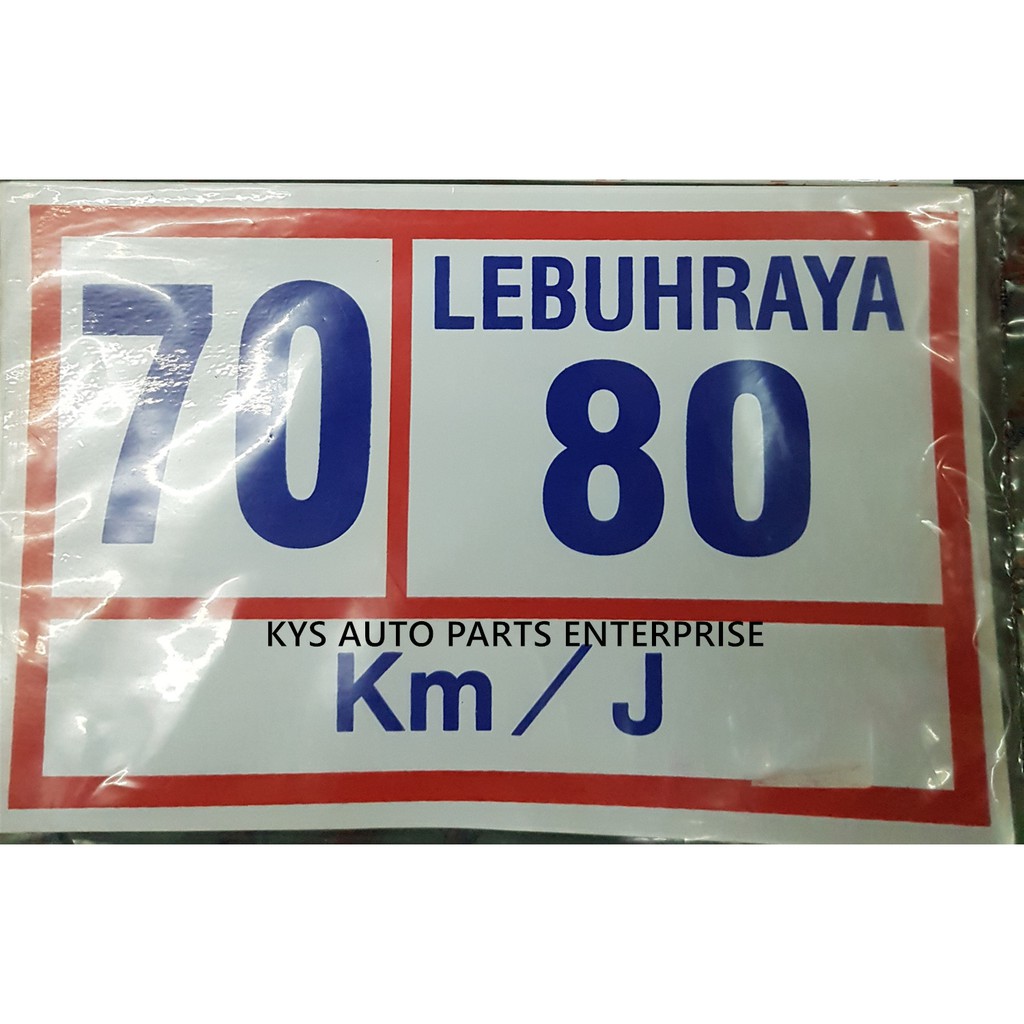 70
LEBUHRAYA
80
KYS AUTO PARTS ENTERPRISE
Km/J